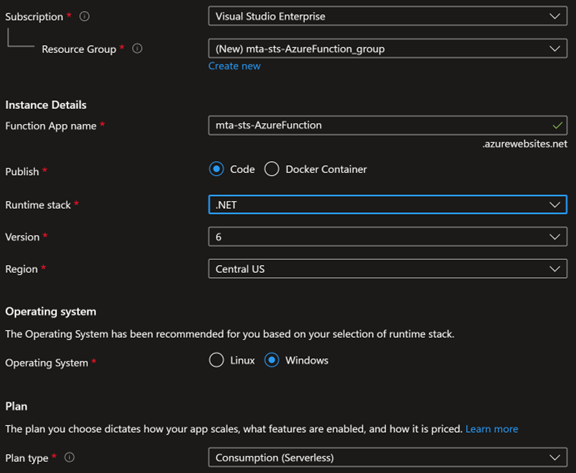 Subscription *
Visual Studio Enterprise
Resource Group *
(New) mta-sts-AzureFunction_group
Create new
Instance Details
Function App name *
mta-sts-AzureFunction
.azurewebsites.net
Publish *
Code
Docker Container
Runtime stack *
.NET
Version *
6
Region *
Central US
Operating system
The Operating System has been recommended for you based on your selection of runtime stack.
Operating System *
Linux
Windows
Plan
The plan you choose dictates how your app scales, what features are enabled, and how it is priced. Learn more
Plan type *
Consumption (Serverless)